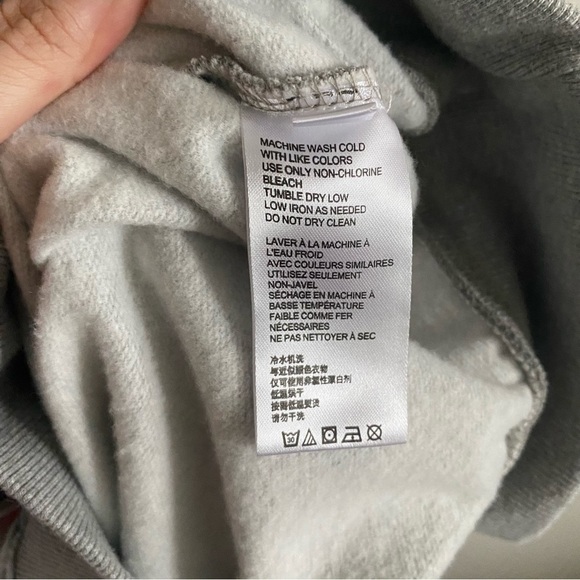 MACHINE WASH COLD
WITH LIKE COLORS
USE ONLY NON-CHLORINE
BLEACH
TUMBLE DRY LOW
LOW IRON AS NEEDED
DO NOT DRY CLEAN
LAVER À LA MACHINE À
L'EAU FROID
AVEC COULEURS SIMILAIRES
UTILISEZ SEULEMENT
NON-JAVEL
SÉCHAGE EN MACHINE À
BASSE TEMPÉRATURE
FAIBLE COMME FER
NÉCESSAIRES
NE PAS NETTOYER À SEC
冷水机洗
与近似颜色衣物
仅可使用非氯性漂白剂
低温烘干
按需低温熨烫
请勿干洗
30